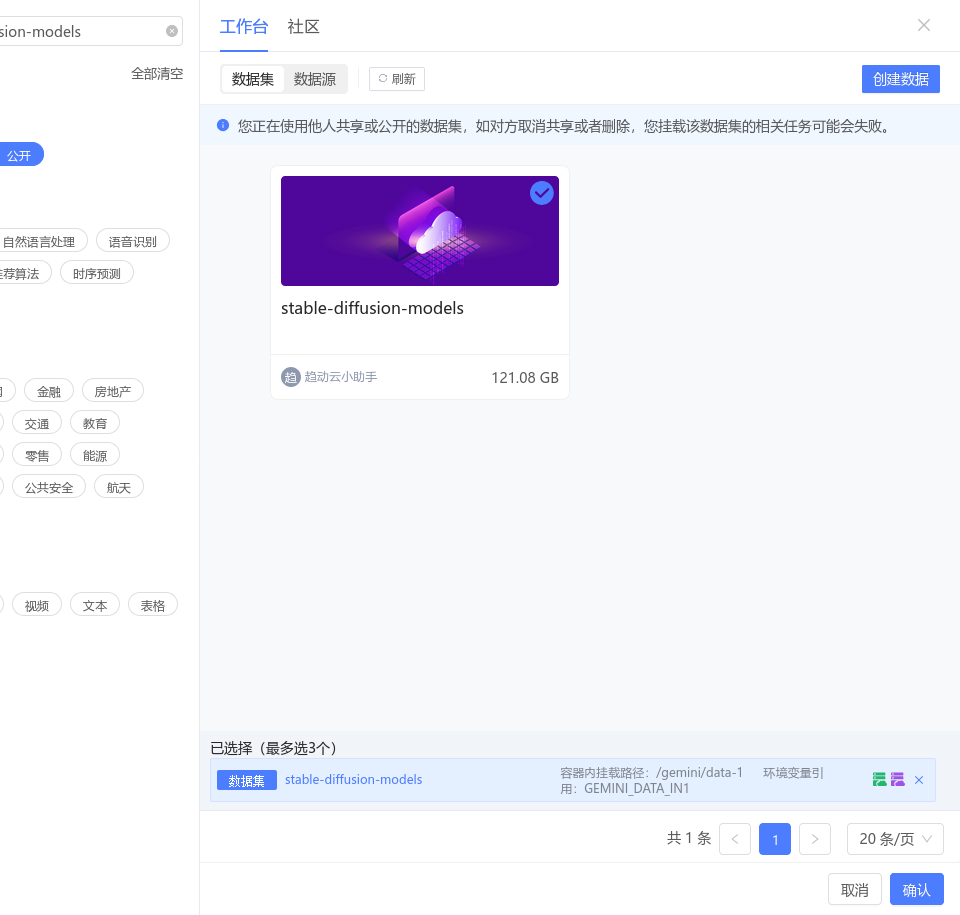 sion-models
全部清空
公开
自然语言处理
语音识别
荐算法
时序预测
金融
房地产
交通
教育
零售
能源
公共安全
航天
视频
文本
表格
工作台
社区
数据集
数据源
刷新
创建数据
您正在使用他人共享或公开的数据集，如对方取消共享或者删除，您挂载该数据集的相关任务可能会失败。
stable-diffusion-models
趋
趋动云小助手
121.08 GB
已选择（最多选3个）
数据集
stable-diffusion-models
容器内挂载路径：/gemini/data-1
环境变量引
用：GEMINI_DATA_IN1
共 1 条
<
1
>
20 条/页
取消
确认